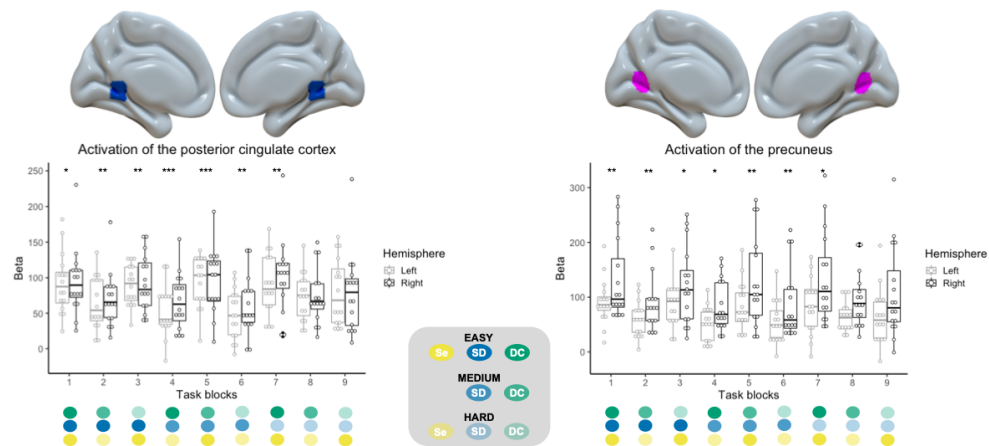 Activation of the posterior cingulate cortex
250
200
150
100
50
0
Beta
* ** ** *** *** ** **
1 2 3 4 5 6 7 8 9
Task blocks
Hemisphere
Left
Right
EASY
Se SD DC
MEDIUM
SD DC
HARD
Se SD DC
Activation of the precuneus
300
200
100
0
Beta
** ** * * ** ** *
1 2 3 4 5 6 7 8 9
Task blocks
Hemisphere
Left
Right